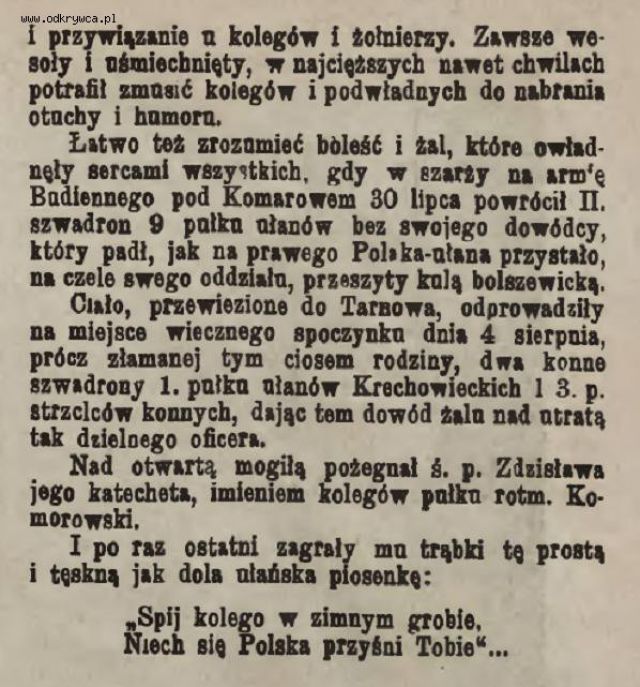 www.odkrywca.pl
i przywiązanie u kolegów i żołnierzy. Zawsze we-
soły i uśmiechnięty, w najcięższych nawet chwilach
potrafił zmusić kolegów i podwładnych do nabrania
otuchy i humoru.
Łatwo też zrozumieć boleść i żal, które owład-
nęły sercami wszystkich, gdy w szarży na arm'ę
Budiennego pod Komarowem 30 lipca powrócił II.
szwadron 9 pułku ułanów bez swojego dowódcy,
który padł, jak na prawego Polaka-ułana przystało,
na czele swego oddziału, przeszyty kulą bolszewicką.
Ciało, przewiezione do Tarnowa, odprowadziły
na miejsce wiecznego spoczynku dnia 4 sierpnia,
prócz złamanej tym ciosem rodziny, dwa konne
szwadrony 1. pułku ułanów Krechowieckich i 3. p.
strzelców konnych, dając tem dowód żalu nad utratą
tak dzielnego oficera.
Nad otwartą mogiłą pożegnał ś. p. Zdzisława
jego katecheta, imieniem kolegów pułku rotm. Ko-
morowski.
I po raz ostatni zagrały mu trąbki tę prostą
i tęskną jak dola ułańska piosenkę:
„Spij kolego w zimnym grobie,
Niech się Polska przyśni Tobie“...